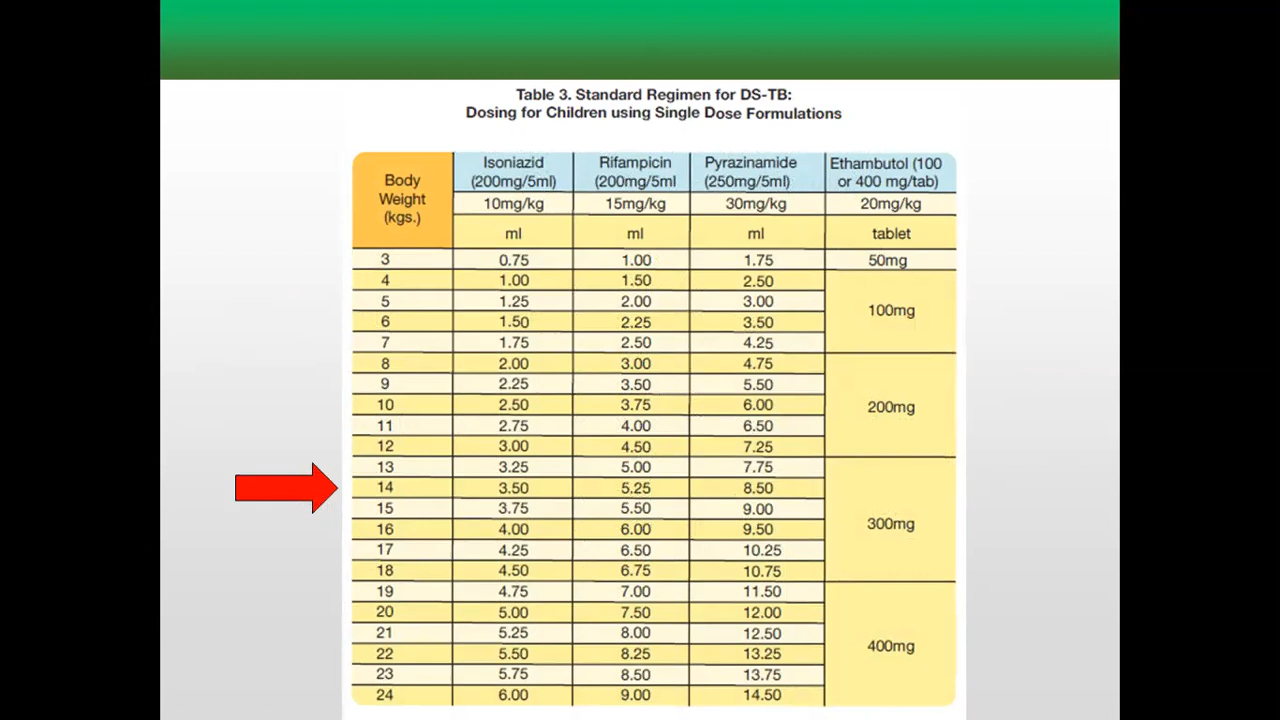 Table 3. Standard Regimen for DS-TB:
Dosing for Children using Single Dose Formulations
Body Weight (kgs.) Isoniazid (200mg/5ml) Rifampicin (200mg/5ml Pyrazinamide (250mg/5ml) Ethambutol (100 or 400 mg/tab)
10mg/kg 15mg/kg 30mg/kg 20mg/kg
ml ml ml tablet
3 0.75 1.00 1.75 50mg
4 1.00 1.50 2.50
5 1.25 2.00 3.00
100mg
6 1.50 2.25 3.50
7 1.75 2.50 4.25
8 2.00 3.00 4.75
9 2.25 3.50 5.50
10 2.50 3.75 6.00 200mg
11 2.75 4.00 6.50
12 3.00 4.50 7.25
13 3.25 5.00 7.75
14 3.50 5.25 8.50
15 3.75 5.50 9.00
16 4.00 6.00 9.50 300mg
17 4.25 6.50 10.25
18 4.50 6.75 10.75
19 4.75 7.00 11.50
20 5.00 7.50 12.00
21 5.25 8.00 12.50
22 5.50 8.25 13.25 400mg
23 5.75 8.50 13.75
24 6.00 9.00 14.50